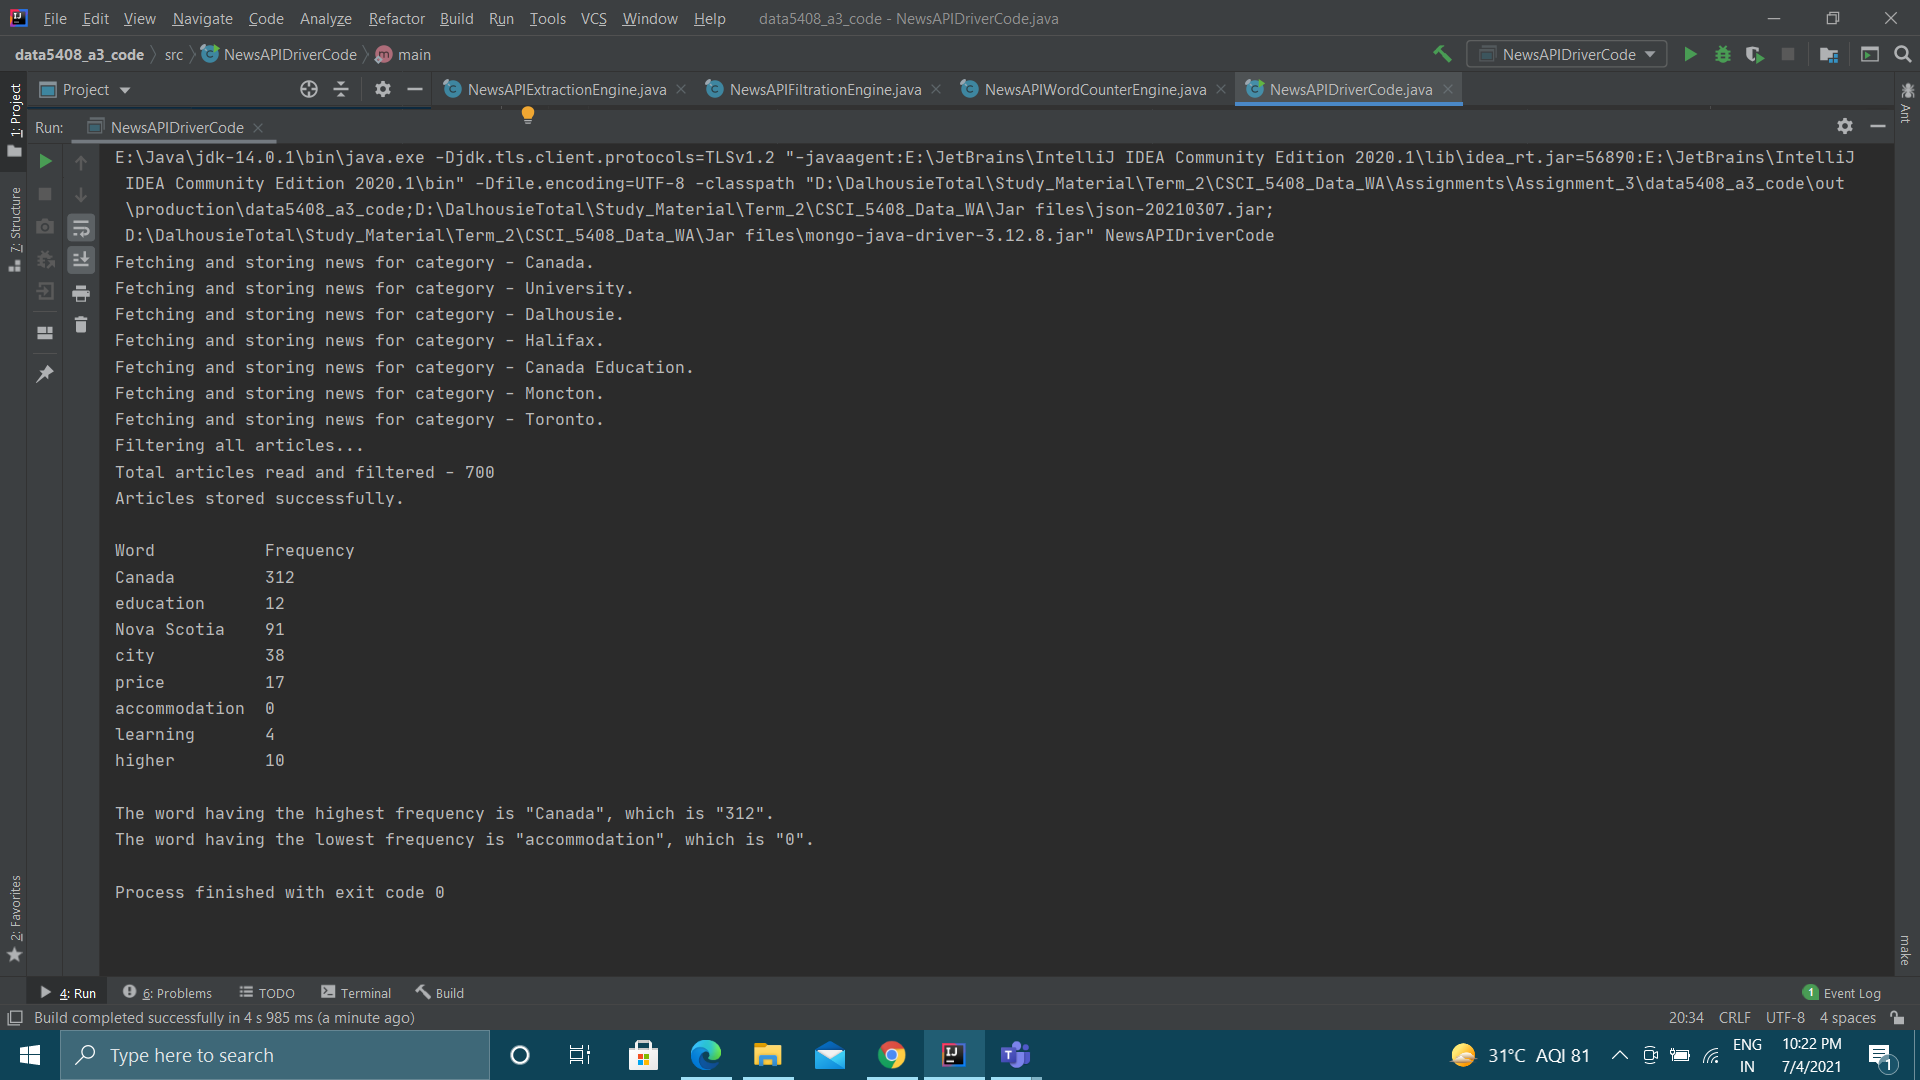 File Edit View Navigate Code Analyze Refactor Build Run Tools VCS Window Help data5408_a3_code - NewsAPIDriverCode.java
data5408_a3_code src NewsAPIDriverCode main NewsAPIDriverCode
Project NewsAPIExtractionEngine.java NewsAPIFiltrationEngine.java NewsAPIWordCounterEngine.java NewsAPIDriverCode.java
1: Project
Ant
Run: NewsAPIDriverCode
E:\Java\jdk-14.0.1\bin\java.exe -Djdk.tls.client.protocols=TLSv1.2 "-javaagent:E:\JetBrains\IntelliJ IDEA Community Edition 2020.1\lib\idea_rt.jar=56890:E:\JetBrains\IntelliJ
IDEA Community Edition 2020.1\bin" -Dfile.encoding=UTF-8 -classpath "D:\DalhousieTotal\Study_Material\Term_2\CSCI_5408_Data_WA\Assignments\Assignment_3\data5408_a3_code\out
\production\data5408_a3_code;D:\DalhousieTotal\Study_Material\Term_2\CSCI_5408_Data_WA\Jar files\json-20210307.jar;
D:\DalhousieTotal\Study_Material\Term_2\CSCI_5408_Data_WA\Jar files\mongo-java-driver-3.12.8.jar" NewsAPIDriverCode
7: Structure
Fetching and storing news for category - Canada.
Fetching and storing news for category - University.
Fetching and storing news for category - Dalhousie.
Fetching and storing news for category - Halifax.
Fetching and storing news for category - Canada Education.
Fetching and storing news for category - Moncton.
Fetching and storing news for category - Toronto.
Filtering all articles...
Total articles read and filtered - 700
Articles stored successfully.
Word Frequency
Canada 312
education 12
Nova Scotia 91
city 38
price 17
accommodation 0
learning 4
higher 10
The word having the highest frequency is "Canada", which is "312".
The word having the lowest frequency is "accommodation", which is "0".
Process finished with exit code 0
2: Favorites
make
4: Run 6: Problems TODO Terminal Build 1 Event Log
Build completed successfully in 4 s 985 ms (a minute ago) 20:34 CRLF UTF-8 4 spaces
Type here to search 31°C AQI 81 ENG 10:22 PM
IN 7/4/2021 1